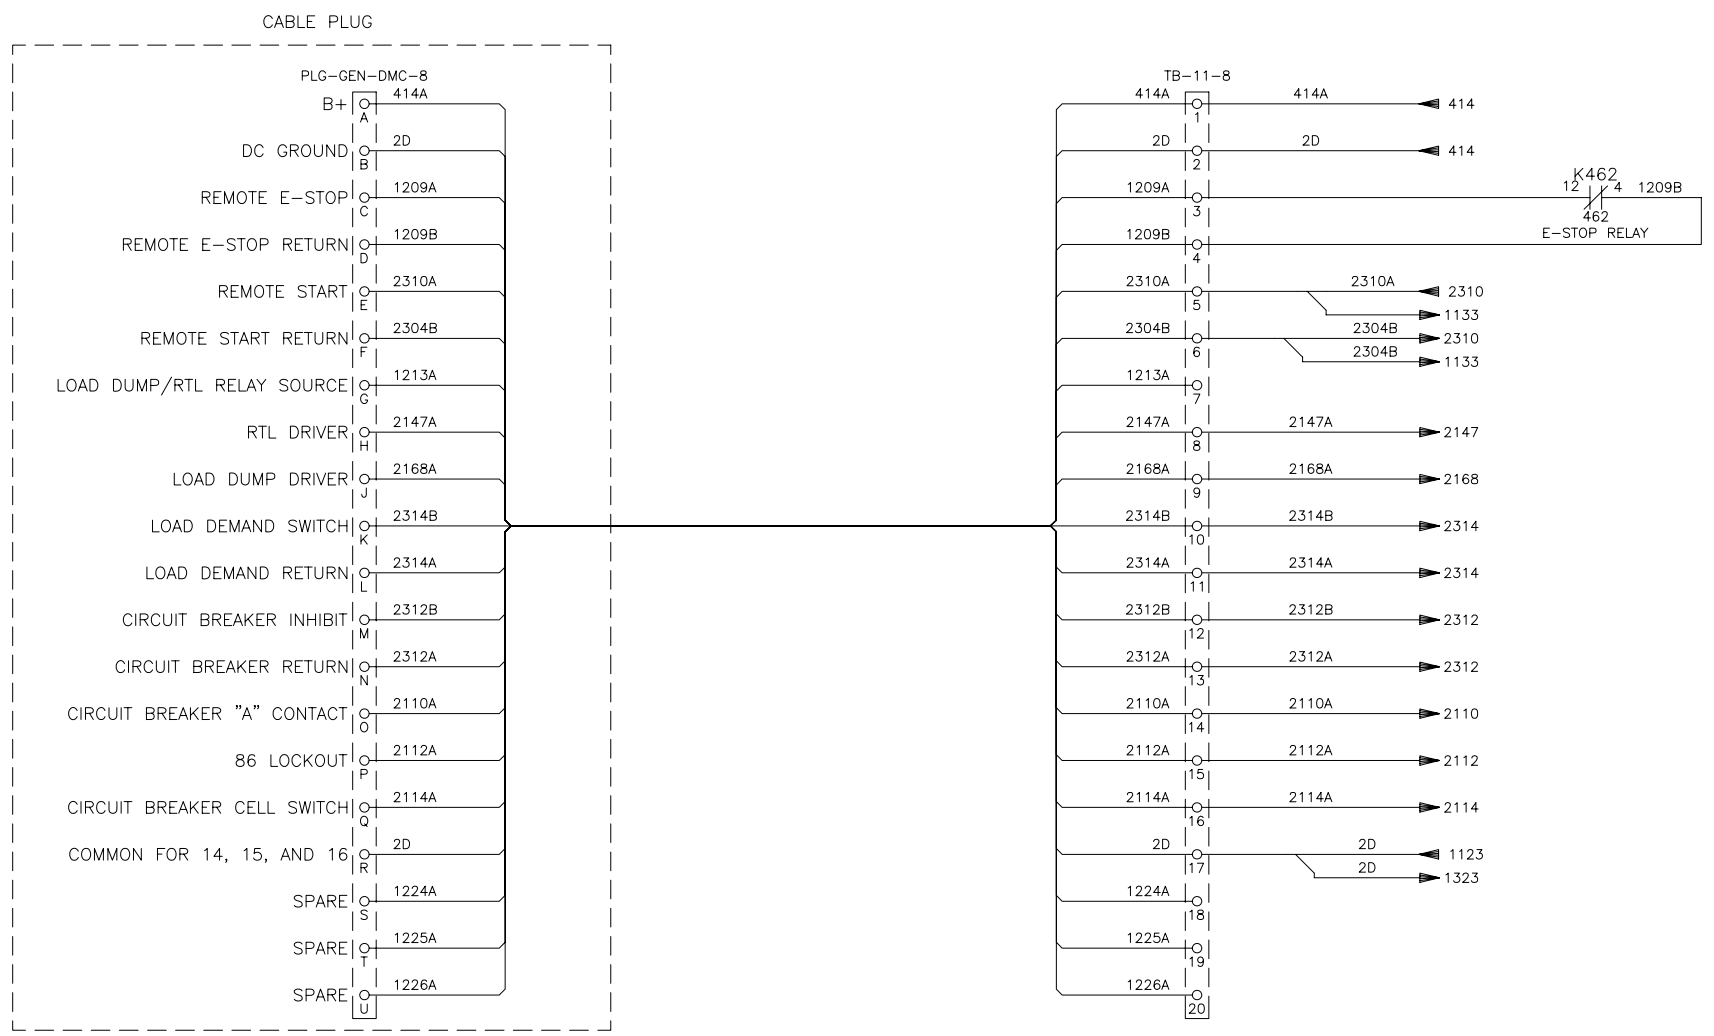 CABLE PLUG
PLG-GEN-DMC-8 TB-11-8
B+ 414A 414A 414A 414
A 1
DC GROUND 2D 2D 2D 414
B 2
K462
REMOTE E-STOP 1209A 1209A 12 4 1209B
C 3 462
E-STOP RELAY
REMOTE E-STOP RETURN 1209B 1209B
D 4
REMOTE START 2310A 2310A 2310A 2310
E 5 1133
REMOTE START RETURN 2304B 2304B 2304B 2310
F 6 2304B 1133
LOAD DUMP/RTL RELAY SOURCE 1213A 1213A
G 7
RTL DRIVER 2147A 2147A 2147A 2147
H 8
LOAD DUMP DRIVER 2168A 2168A 2168A 2168
J 9
LOAD DEMAND SWITCH 2314B 2314B 2314B 2314
K 10
LOAD DEMAND RETURN 2314A 2314A 2314A 2314
L 11
CIRCUIT BREAKER INHIBIT 2312B 2312B 2312B 2312
M 12
CIRCUIT BREAKER RETURN 2312A 2312A 2312A 2312
N 13
CIRCUIT BREAKER "A" CONTACT 2110A 2110A 2110A 2110
O 14
86 LOCKOUT 2112A 2112A 2112A 2112
P 15
CIRCUIT BREAKER CELL SWITCH 2114A 2114A 2114A 2114
Q 16
COMMON FOR 14, 15, AND 16 2D 2D 2D 1123
R 17 2D 1323
SPARE 1224A 1224A
S 18
SPARE 1225A 1225A
T 19
SPARE 1226A 1226A
U 20